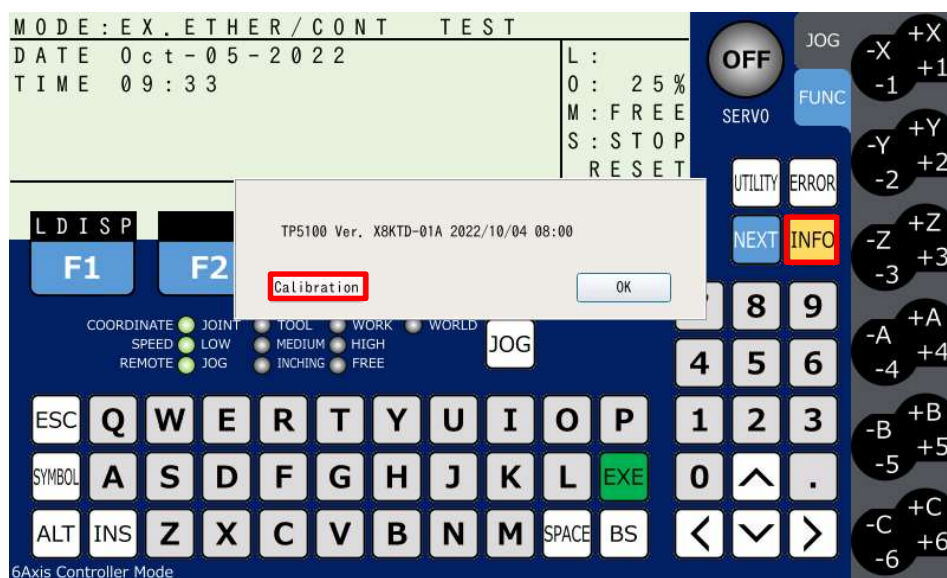 MODE:EX.ETHER/CONT TEST
DATE Oct-05-2022
TIME 09:33
L:
O: 25%
M:FREE
S:STOP
RESET
OFF
SERVO
JOG
FUNC
-X +X
-1 +1
-Y +Y
-2 +2
UTILITY ERROR
NEXT INFO
-Z +Z
-3 +3
LDISP
F1 F2
TP5100 Ver. X8KTD-01A 2022/10/04 08:00
Calibration OK
8 9
COORDINATE JOINT TOOL WORK WORLD
SPEED LOW MEDIUM HIGH
REMOTE JOG INCHING FREE
JOG
-A +A
-4 +4
4 5 6
ESC Q W E R T Y U I O P 1 2 3
-B +B
-5 +5
SYMBOL A S D F G H J K L EXE 0 .
ALT INS Z X C V B N M SPACE BS
-C +C
-6 +6
6Axis Controller Mode